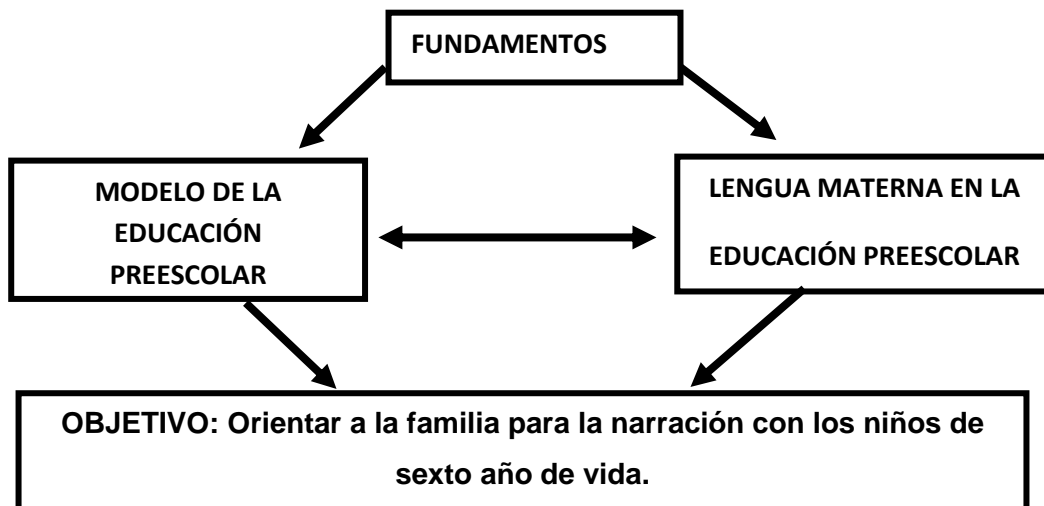 FUNDAMENTOS
MODELO DE LA
EDUCACIÓN
PREESCOLAR
LENGUA MATERNA EN LA
EDUCACIÓN PREESCOLAR
OBJETIVO: Orientar a la familia para la narración con los niños de
sexto año de vida.